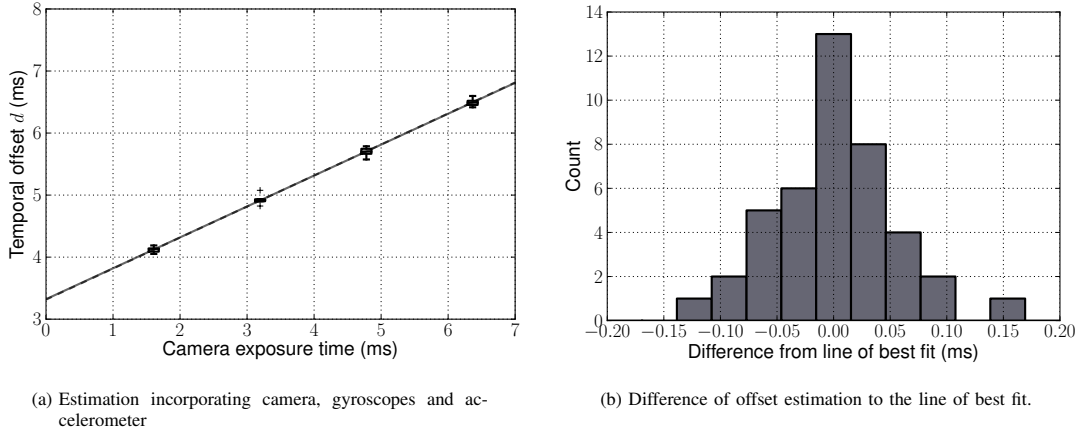 8
7
6
5
4
3
Temporal offset d (ms)
0 1 2 3 4 5 6 7
Camera exposure time (ms)
(a) Estimation incorporating camera, gyroscopes and ac-
celerometer
14
12
10
8
6
4
2
0
Count
−0.20 −0.15 −0.10 −0.05 0.00 0.05 0.10 0.15 0.20
Difference from line of best fit (ms)
(b) Difference of offset estimation to the line of best fit.